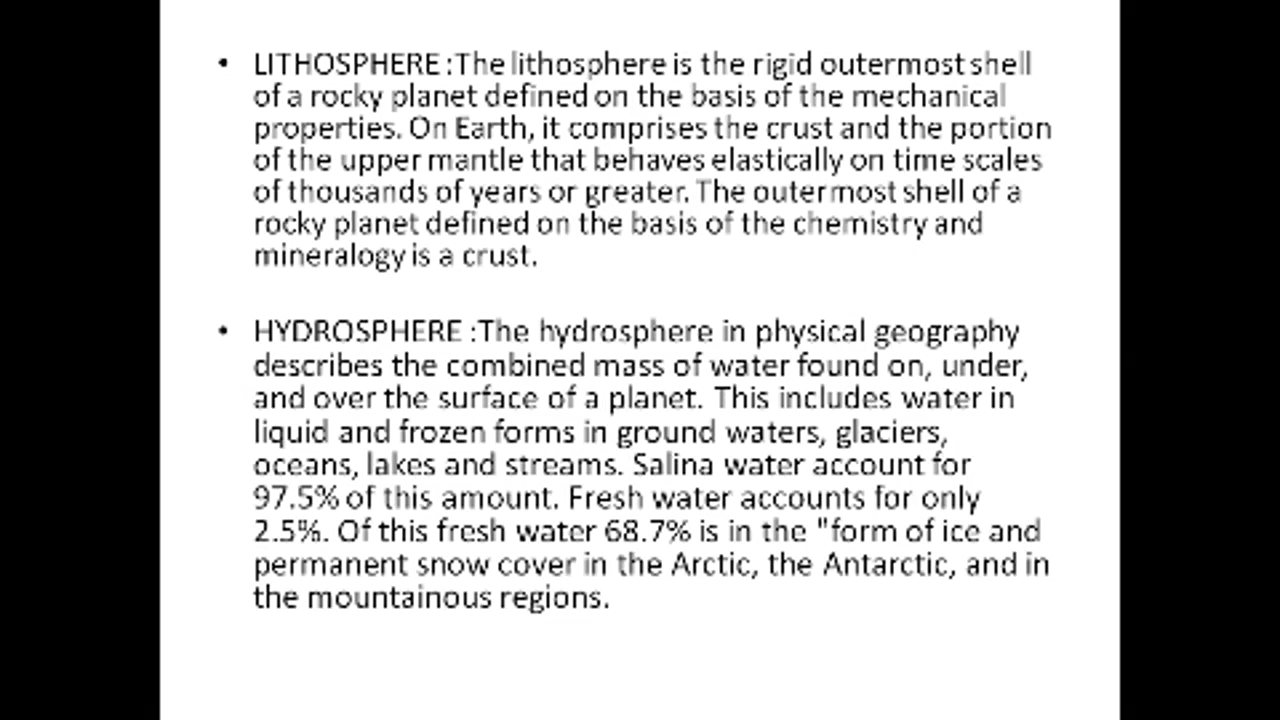 • LITHOSPHERE :The lithosphere is the rigid outermost shell
of a rocky planet defined on the basis of the mechanical
properties. On Earth, it comprises the crust and the portion
of the upper mantle that behaves elastically on time scales
of thousands of years or greater. The outermost shell of a
rocky planet defined on the basis of the chemistry and
mineralogy is a crust.
• HYDROSPHERE :The hydrosphere in physical geography
describes the combined mass of water found on, under,
and over the surface of a planet. This includes water in
liquid and frozen forms in ground waters, glaciers,
oceans, lakes and streams. Salina water account for
97.5% of this amount. Fresh water accounts for only
2.5%. Of this fresh water 68.7% is in the "form of ice and
permanent snow cover in the Arctic, the Antarctic, and in
the mountainous regions.